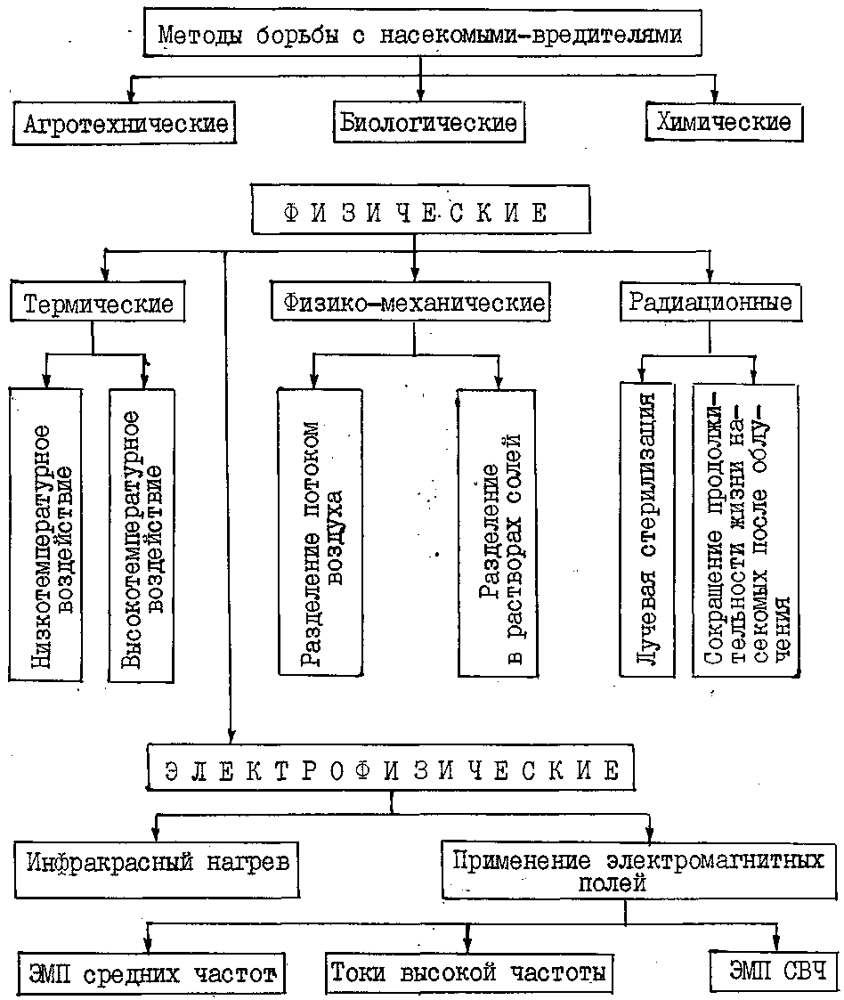 Методы борьбы с насекомыми-вредителями
Агротехнические
Биологические
Химические
ФИЗИЧЕСКИЕ
Термические
Физико-механические
Радиационные
Низкотемпературное
воздействие
Высокотемпературное
воздействие
Разделение потоком
воздуха
Разделение
в растворах солей
Лучевая стерилизация
Сокращение продолжи-
тельности жизни на-
секомых после облу-
чения
ЭЛЕКТРОФИЗИЧЕСКИЕ
Инфракрасный нагрев
Применение электромагнитных
полей
ЭМП средних частот
Токи высокой частоты
ЭМП СВЧ